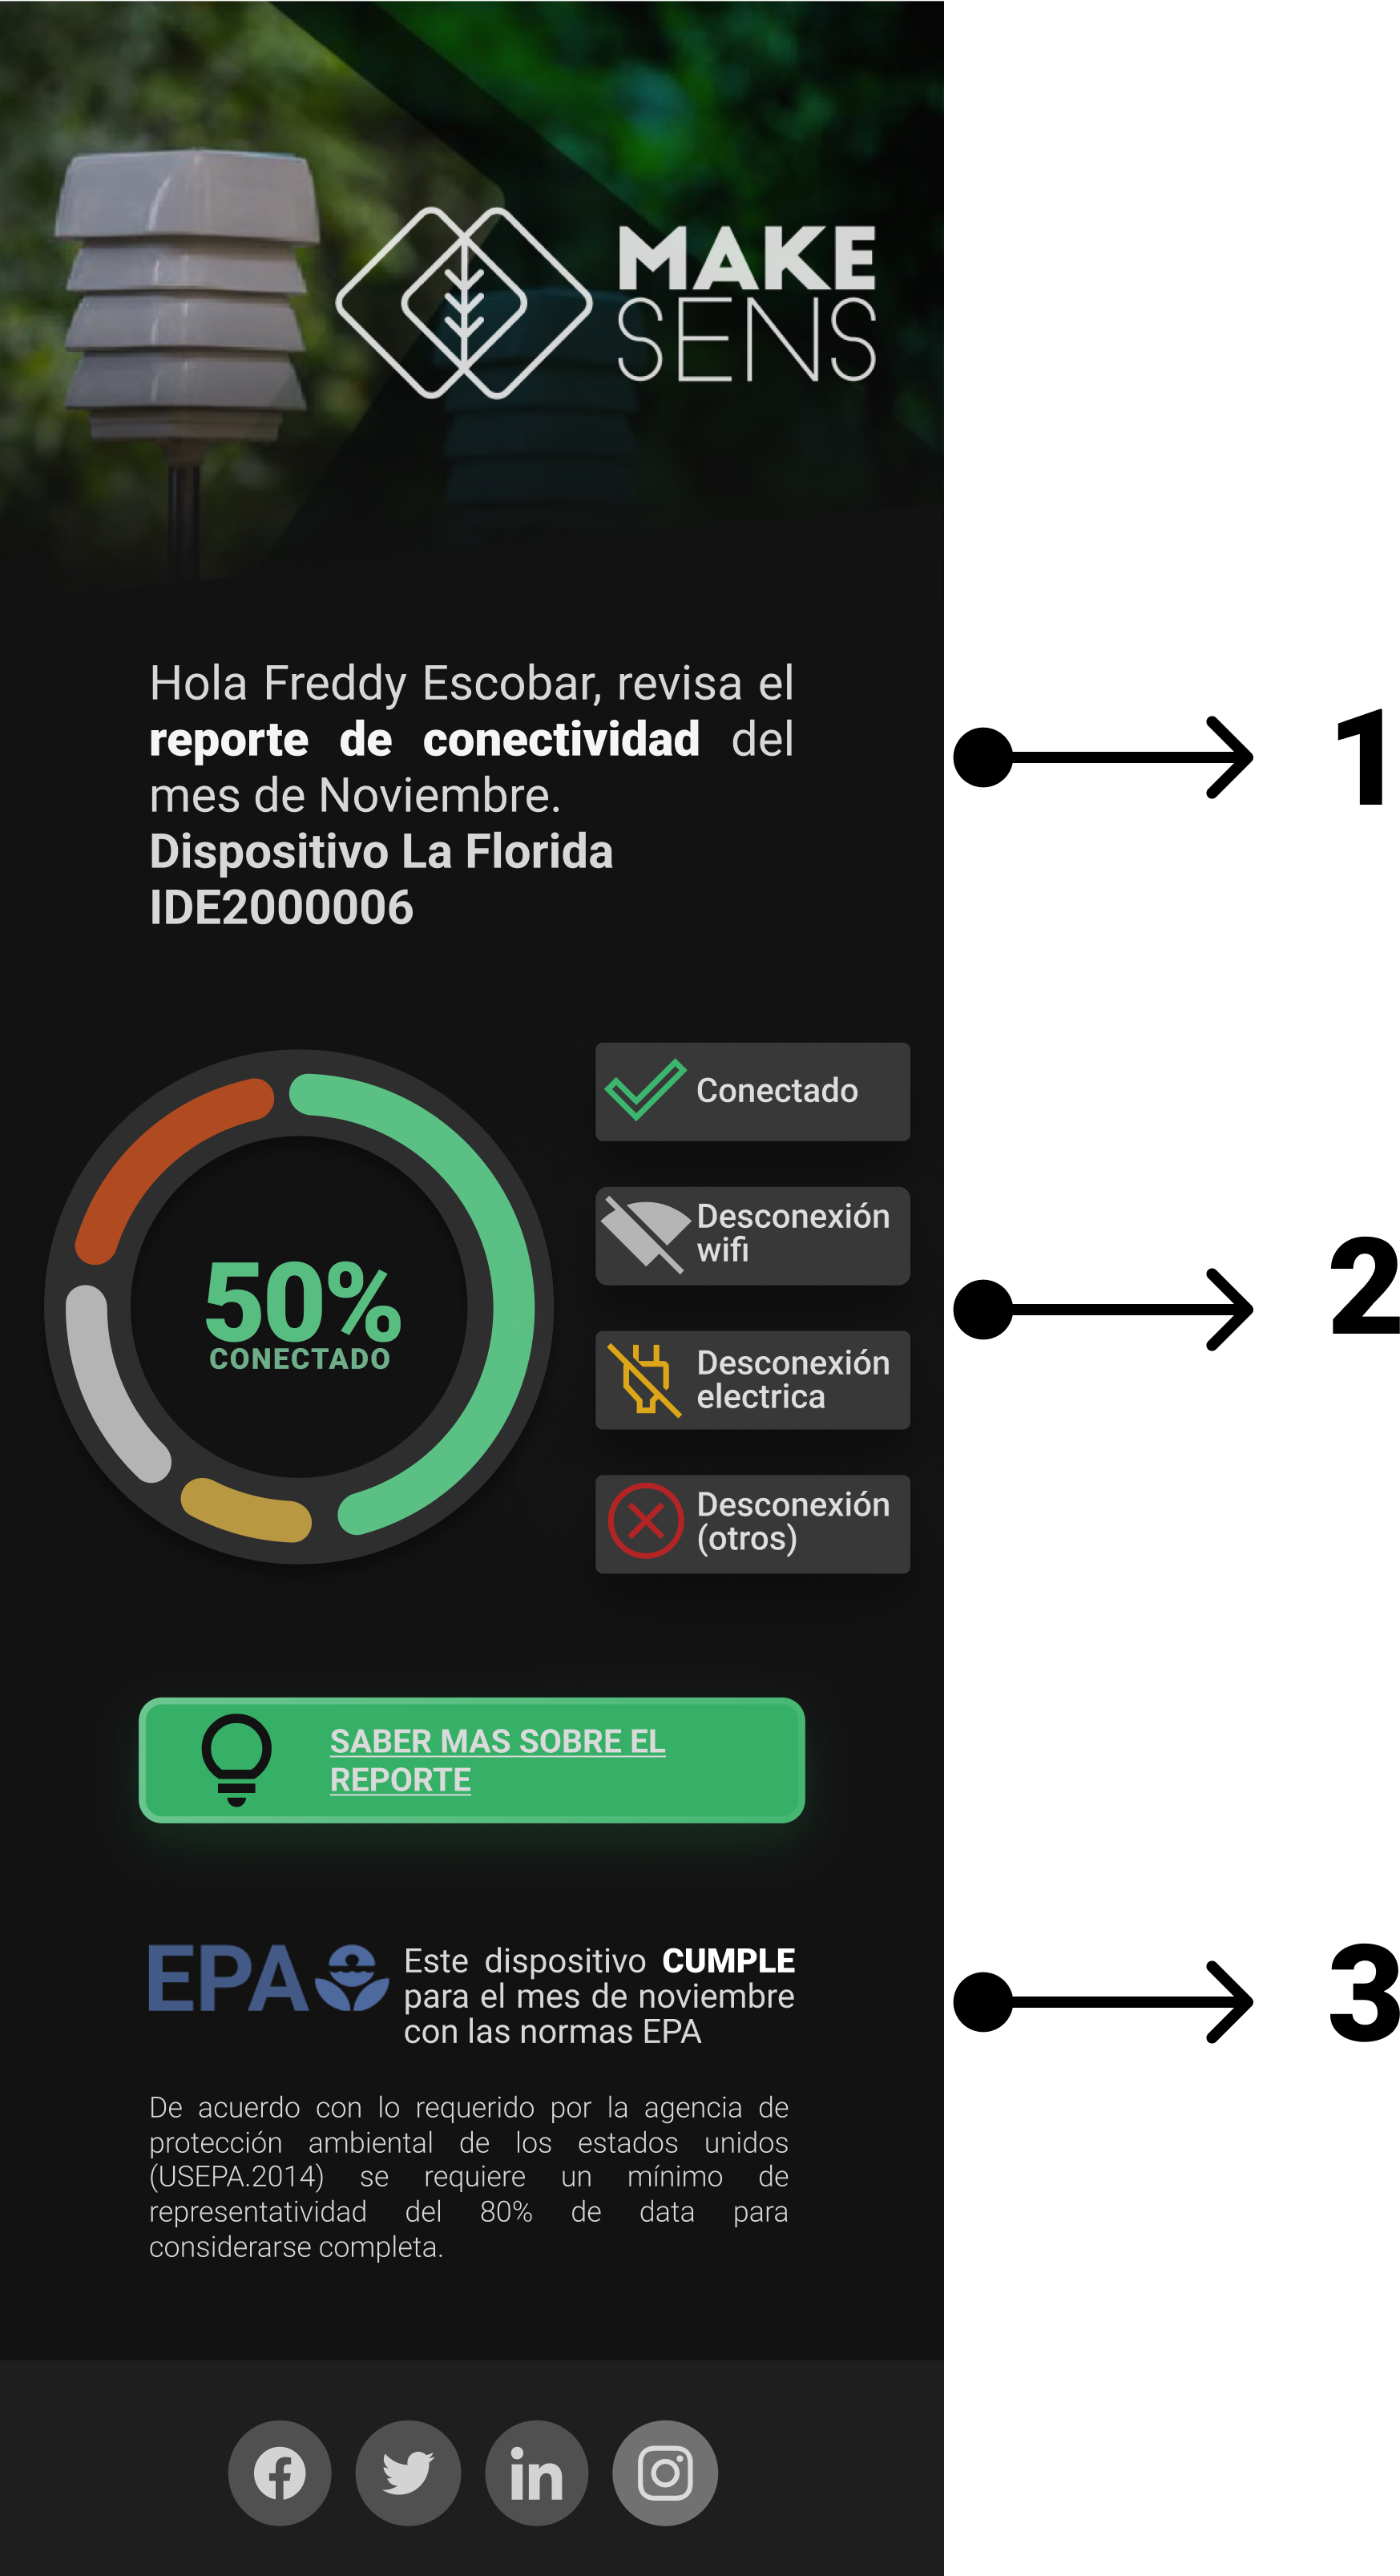 MAKE
SENS
Hola Freddy Escobar, revisa el
reporte de conectividad del
mes de Noviembre.
Dispositivo La Florida
IDE2000006
1
50%
CONECTADO
Conectado
Desconexión
wifi
Desconexión
electrica
Desconexión
(otros)
2
SABER MAS SOBRE EL
REPORTE
EPA
Este dispositivo CUMPLE
para el mes de noviembre
con las normas EPA
3
De acuerdo con lo requerido por la agencia de
protección ambiental de los estados unidos
(USEPA.2014) se requiere un mínimo de
representatividad del 80% de data para
considerarse completa.
in